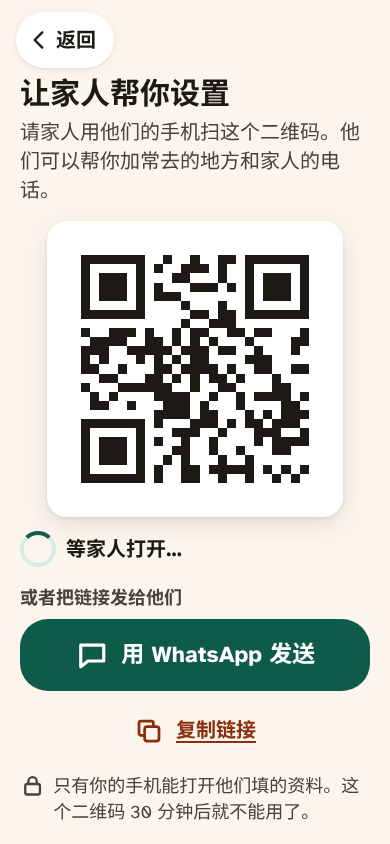 返回
让家人帮你设置
请家人用他们的手机扫这个二维码。他
们可以帮你加常去的地方和家人的电
话。
等家人打开...
或者把链接发给他们
用 WhatsApp 发送
复制链接
只有你的手机能打开他们填的资料。这
个二维码 30 分钟后就不能用了。